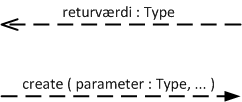 returværdi : Type
create ( parameter : Type, ... )